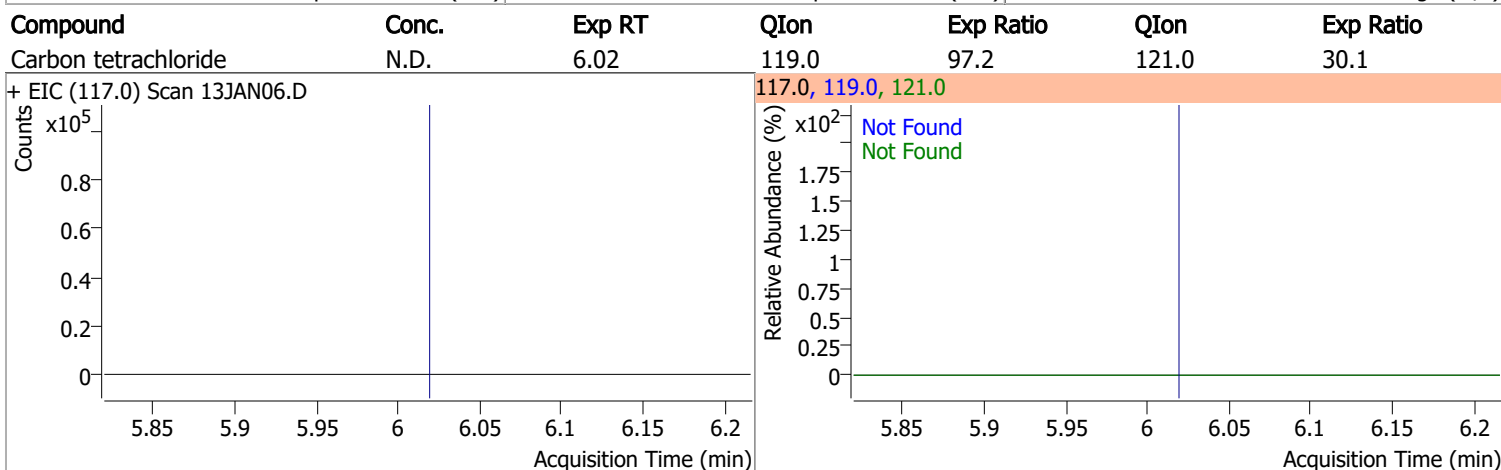 Compound Conc. Exp RT QIon Exp Ratio QIon Exp Ratio
Carbon tetrachloride N.D. 6.02 119.0 97.2 121.0 30.1
+ EIC (117.0) Scan 13JAN06.D
Counts
x10^5
0.8
0.6
0.4
0.2
0
5.85 5.9 5.95 6 6.05 6.1 6.15 6.2
Acquisition Time (min)
117.0, 119.0, 121.0
Relative Abundance (%)
x10^2
Not Found
Not Found
1.75
1.5
1.25
1
0.75
0.5
0.25
0
5.85 5.9 5.95 6 6.05 6.1 6.15 6.2
Acquisition Time (min)